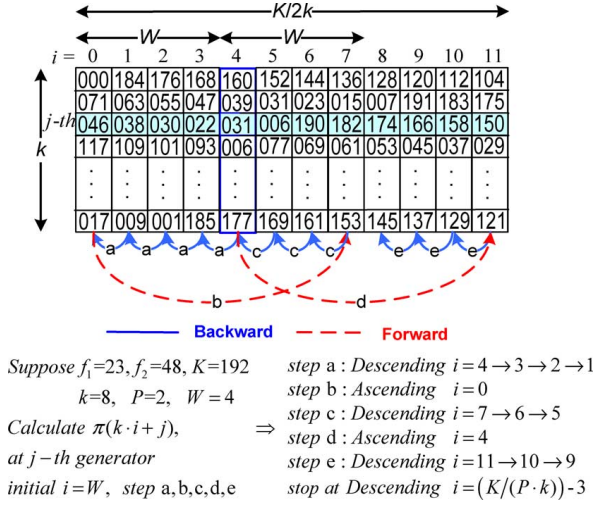 K/2k
W W
i = 0 1 2 3 4 5 6 7 8 9 10 11
000 184 176 168 160 152 144 136 128 120 112 104
071 063 055 047 039 031 023 015 007 191 183 175
j-th 046 038 030 022 031 006 190 182 174 166 158 150
k 117 109 101 093 006 077 069 061 053 045 037 029
⋮ ⋮ ⋮ ⋮ ⋮ ⋮ ⋮ ⋮ ⋮ ⋮ ⋮ ⋮
017 009 001 185 177 169 161 153 145 137 129 121
a a a a c c c e e e
b d
Backward Forward
Suppose f₁=23, f₂=48, K=192
k=8, P=2, W=4
Calculate π(k·i+j), ⇒
at j−th generator
initial i=W, step a,b,c,d,e
step a : Descending i=4→3→2→1
step b : Ascending i=0
step c : Descending i=7→6→5
step d : Ascending i=4
step e : Descending i=11→10→9
stop at Descending i=(K/(P·k))-3